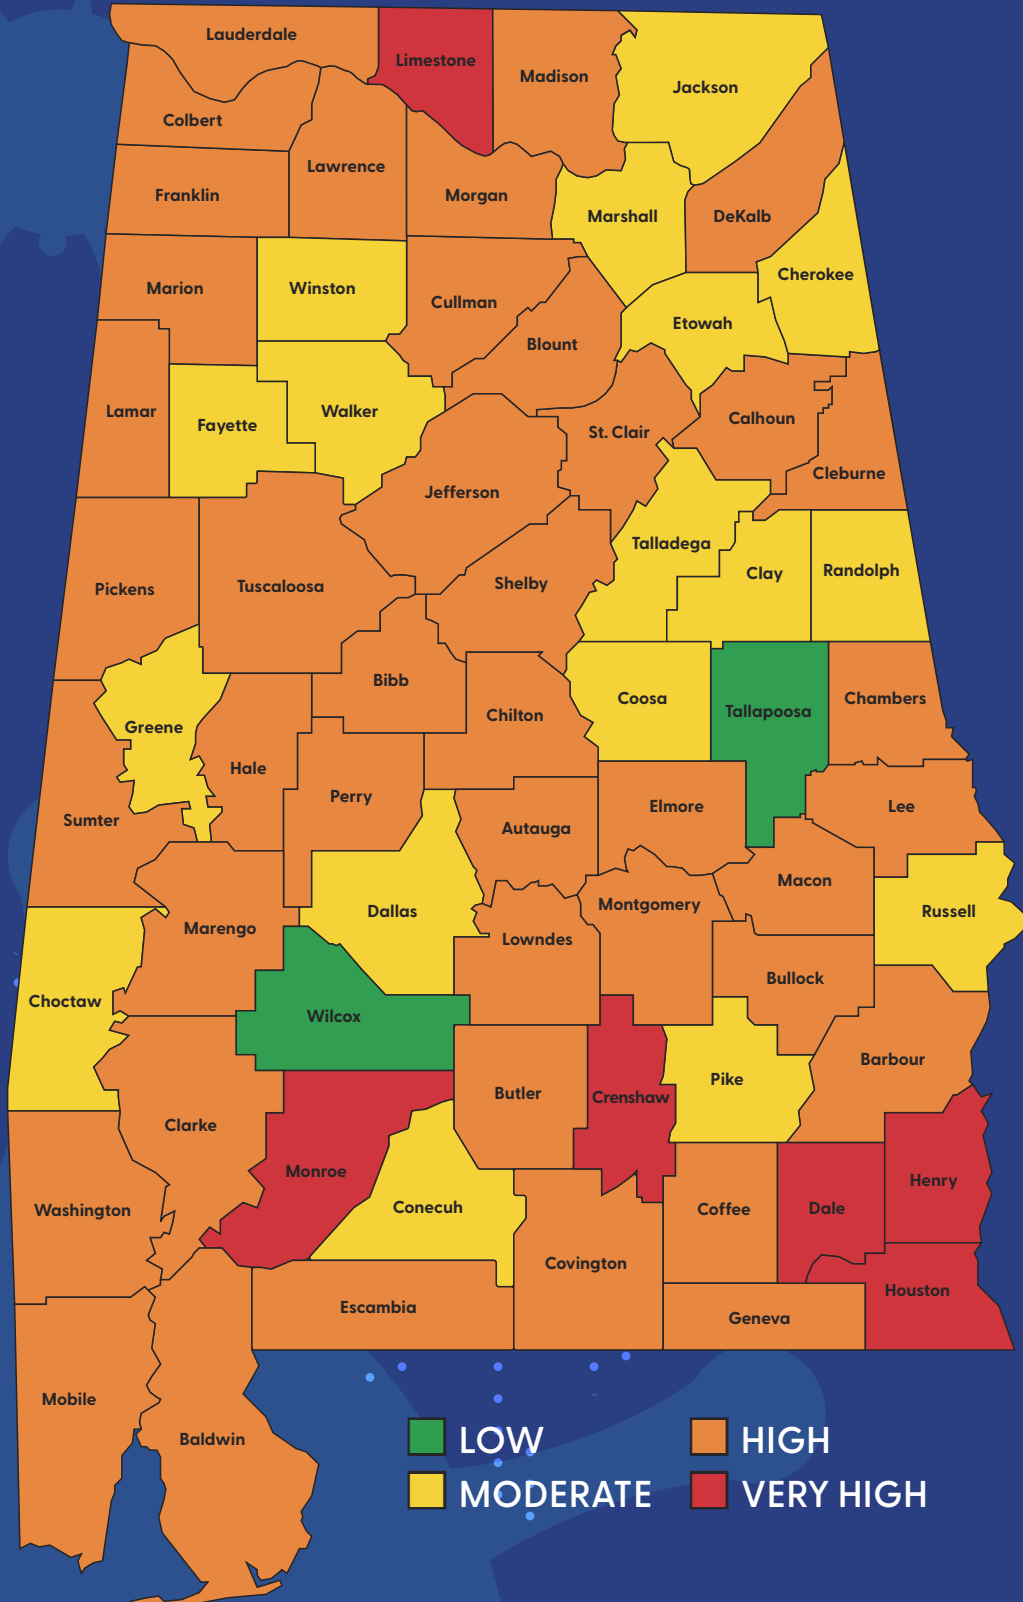 Lauderdale
Limestone
Madison
Jackson
Colbert
Lawrence
Franklin
Morgan
Marshall
DeKalb
Cherokee
Marion
Winston
Cullman
Etowah
Blount
Lamar
Walker
Fayette
Calhoun
St. Clair
Cleburne
Jefferson
Talladega
Clay
Randolph
Pickens
Tuscaloosa
Shelby
Bibb
Coosa
Tallapoosa
Chambers
Greene
Chilton
Hale
Perry
Elmore
Lee
Sumter
Autauga
Macon
Dallas
Montgomery
Russell
Marengo
Lowndes
Bullock
Choctaw
Wilcox
Barbour
Pike
Butler
Crenshaw
Clarke
Monroe
Henry
Washington
Conecuh
Coffee
Dale
Covington
Houston
Escambia
Geneva
Mobile
Baldwin
LOW
HIGH
MODERATE
VERY HIGH